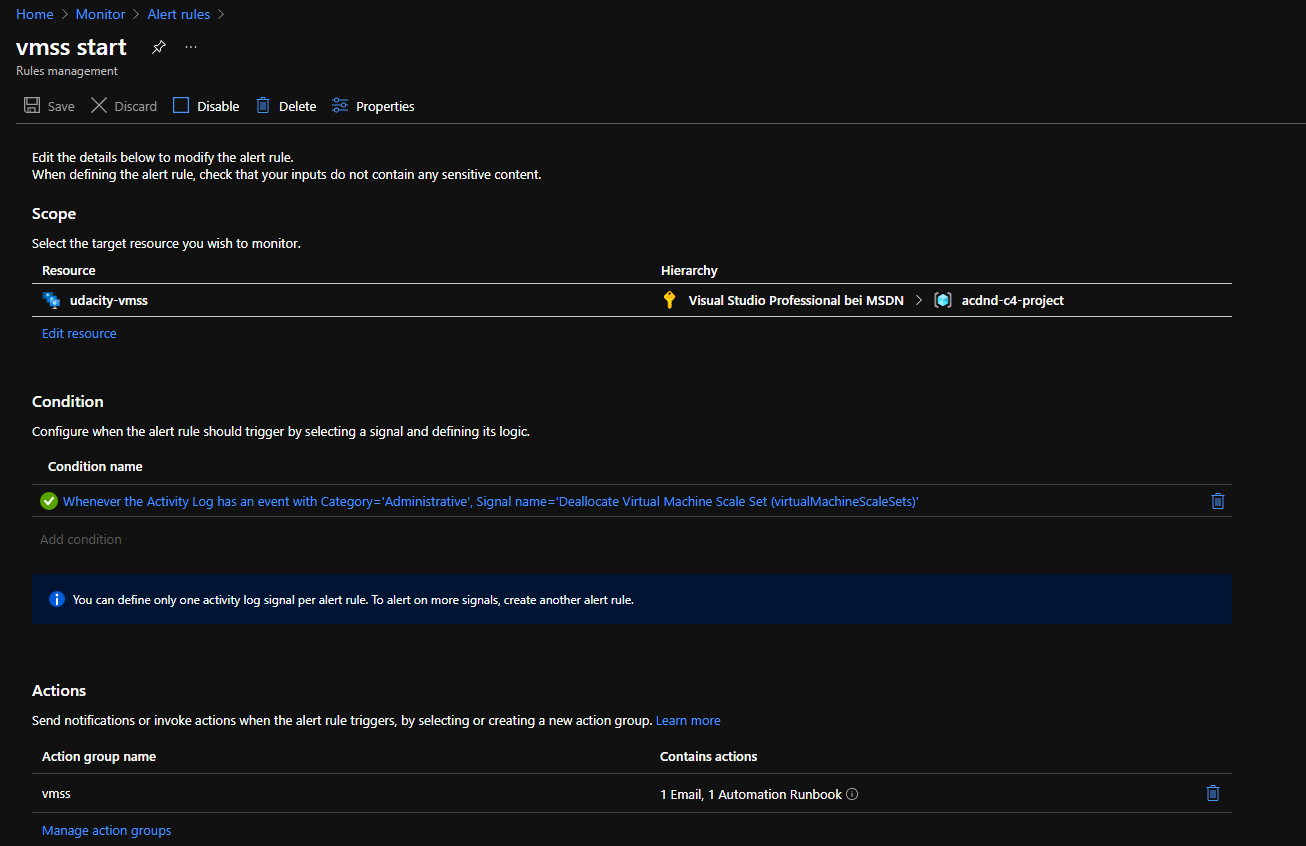 Home > Monitor > Alert rules >
vmss start ...
Rules management
Save Discard Disable Delete Properties
Edit the details below to modify the alert rule.
When defining the alert rule, check that your inputs do not contain any sensitive content.
Scope
Select the target resource you wish to monitor.
Resource Hierarchy
udacity-vmss Visual Studio Professional bei MSDN > acdnd-c4-project
Edit resource
Condition
Configure when the alert rule should trigger by selecting a signal and defining its logic.
Condition name
Whenever the Activity Log has an event with Category='Administrative', Signal name='Deallocate Virtual Machine Scale Set (virtualMachineScaleSets)'
Add condition
You can define only one activity log signal per alert rule. To alert on more signals, create another alert rule.
Actions
Send notifications or invoke actions when the alert rule triggers, by selecting or creating a new action group. Learn more
Action group name Contains actions
vmss 1 Email, 1 Automation Runbook
Manage action groups